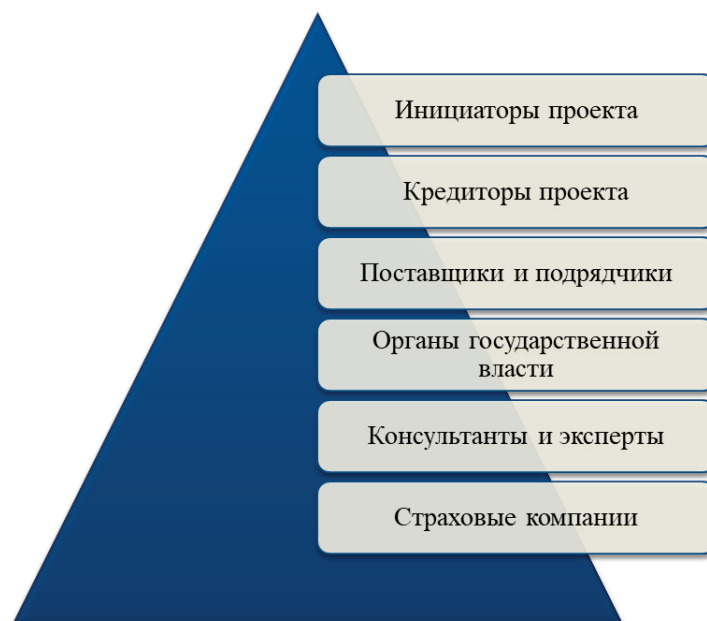 Инициаторы проекта
Кредиторы проекта
Поставщики и подрядчики
Органы государственной
власти
Консультанты и эксперты
Страховые компании